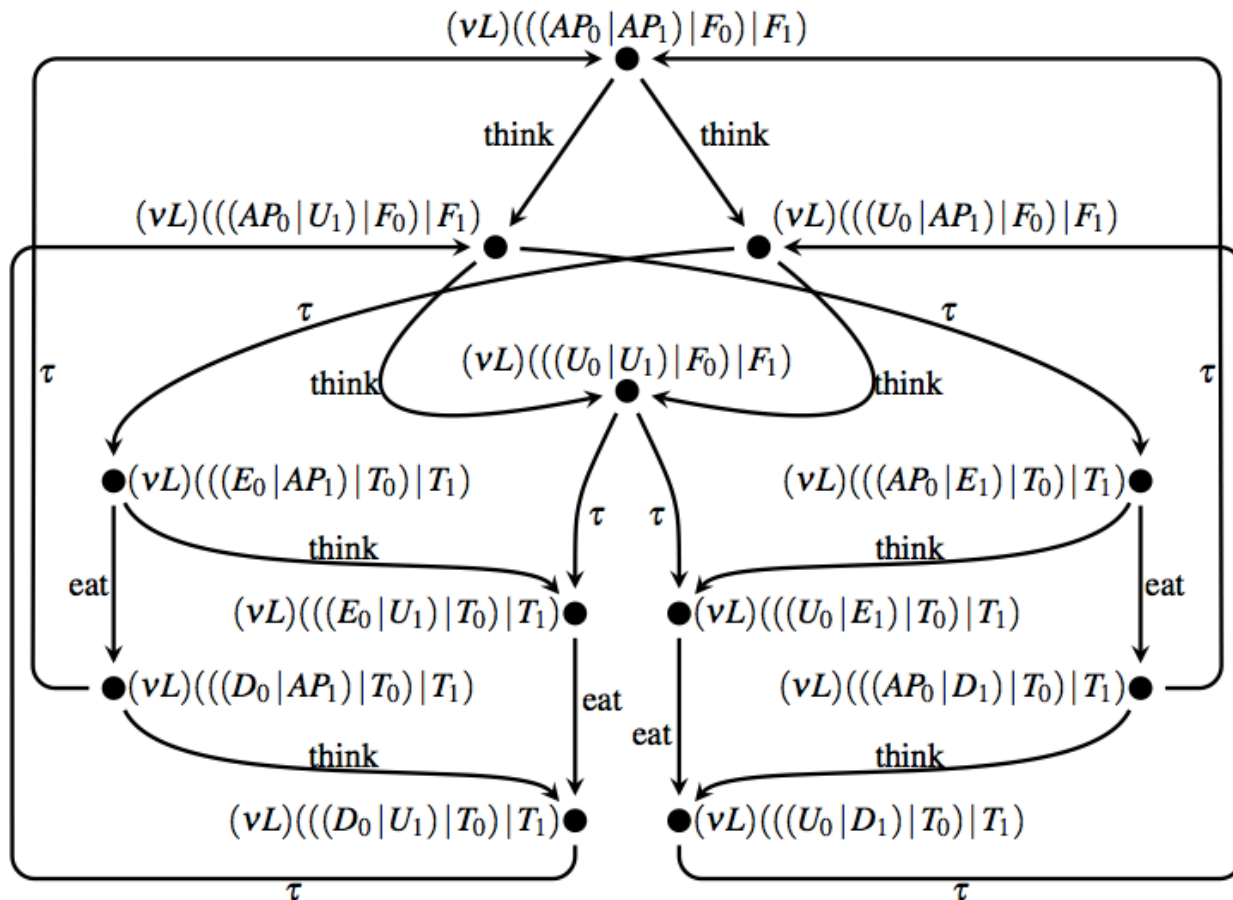 (νL)(((AP₀ | AP₁) | F₀) | F₁)
think think
(νL)(((AP₀ | U₁) | F₀) | F₁) (νL)(((U₀ | AP₁) | F₀) | F₁)
τ τ
(νL)(((U₀ | U₁) | F₀) | F₁)
τ think think τ
(νL)(((E₀ | AP₁) | T₀) | T₁) (νL)(((AP₀ | E₁) | T₀) | T₁)
τ τ
think think
eat eat
(νL)(((E₀ | U₁) | T₀) | T₁) (νL)(((U₀ | E₁) | T₀) | T₁)
(νL)(((D₀ | AP₁) | T₀) | T₁) (νL)(((AP₀ | D₁) | T₀) | T₁)
eat eat
think think
(νL)(((D₀ | U₁) | T₀) | T₁) (νL)(((U₀ | D₁) | T₀) | T₁)
τ τ